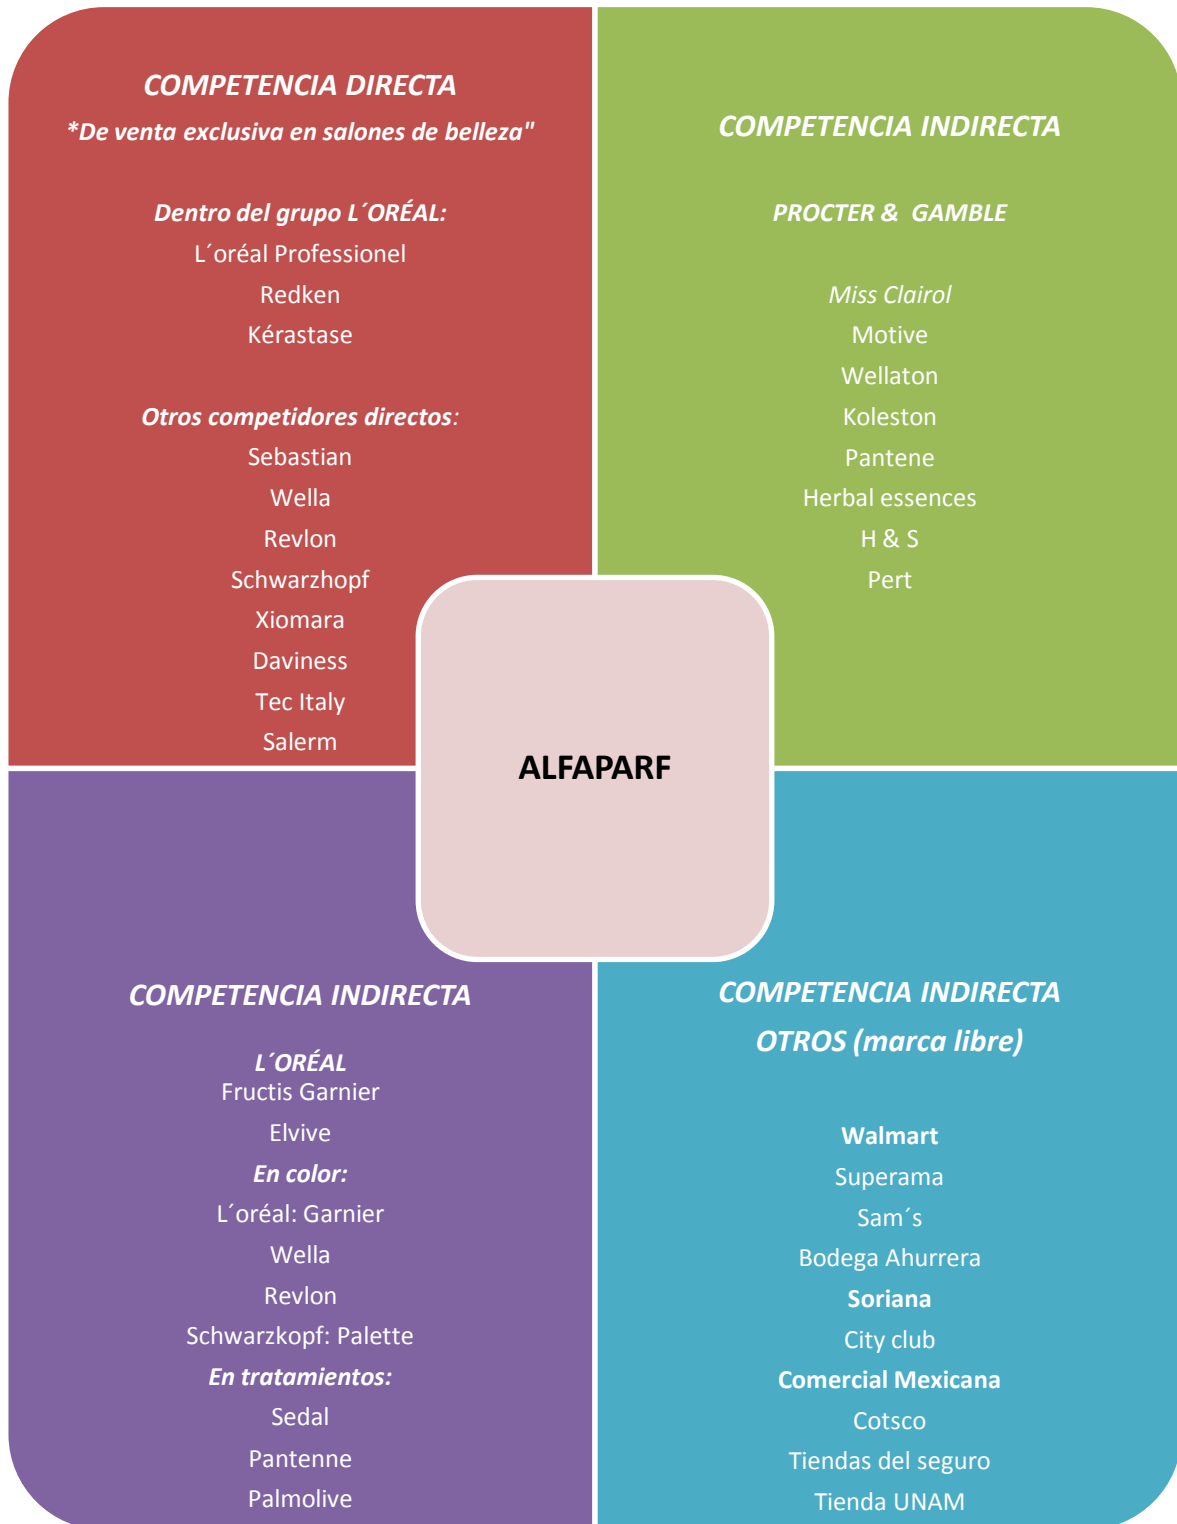 COMPETENCIA DIRECTA
*De venta exclusiva en salones de belleza"
Dentro del grupo L´ORÉAL:
L´oréal Professionel
Redken
Kérastase
Otros competidores directos:
Sebastian
Wella
Revlon
Schwarzhopf
Xiomara
Daviness
Tec Italy
Salerm
COMPETENCIA INDIRECTA
PROCTER & GAMBLE
Miss Clairol
Motive
Wellaton
Koleston
Pantene
Herbal essences
H & S
Pert
ALFAPARF
COMPETENCIA INDIRECTA
L´ORÉAL
Fructis Garnier
Elvive
En color:
L´oréal: Garnier
Wella
Revlon
Schwarzkopf: Palette
En tratamientos:
Sedal
Pantenne
Palmolive
COMPETENCIA INDIRECTA
OTROS (marca libre)
Walmart
Superama
Sam´s
Bodega Ahurrera
Soriana
City club
Comercial Mexicana
Cotsco
Tiendas del seguro
Tienda UNAM